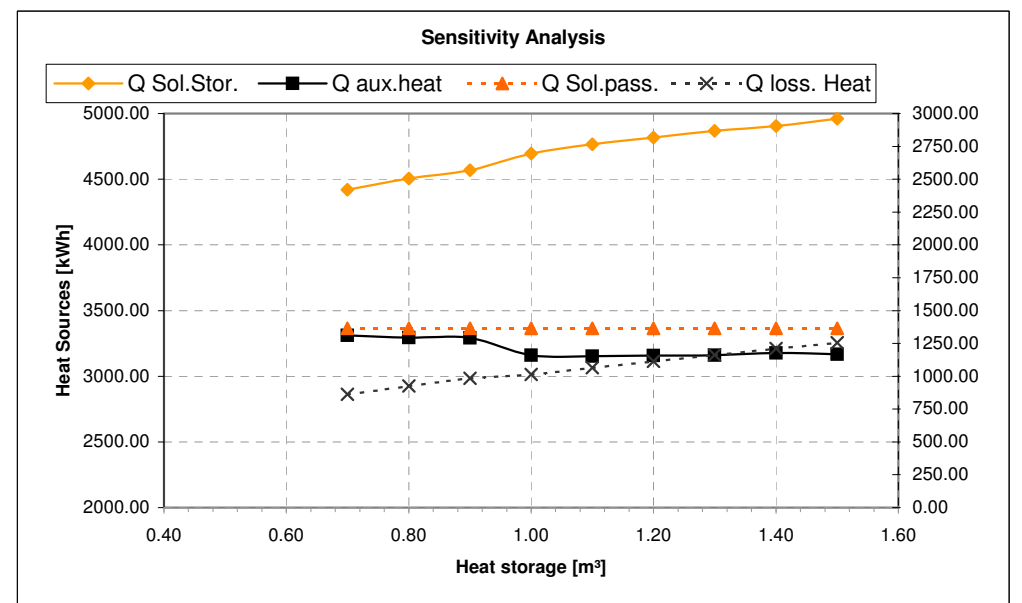 Sensitivity Analysis
Q Sol.Stor. Q aux.heat Q Sol.pass. Q loss. Heat
5000.00 3000.00
2750.00
4500.00 2500.00
2250.00
4000.00 2000.00
1750.00
3500.00 1500.00
1250.00
3000.00 1000.00
750.00
2500.00 500.00
250.00
2000.00 0.00
Heat Sources [kWh]
0.40 0.60 0.80 1.00 1.20 1.40 1.60
Heat storage [m³]